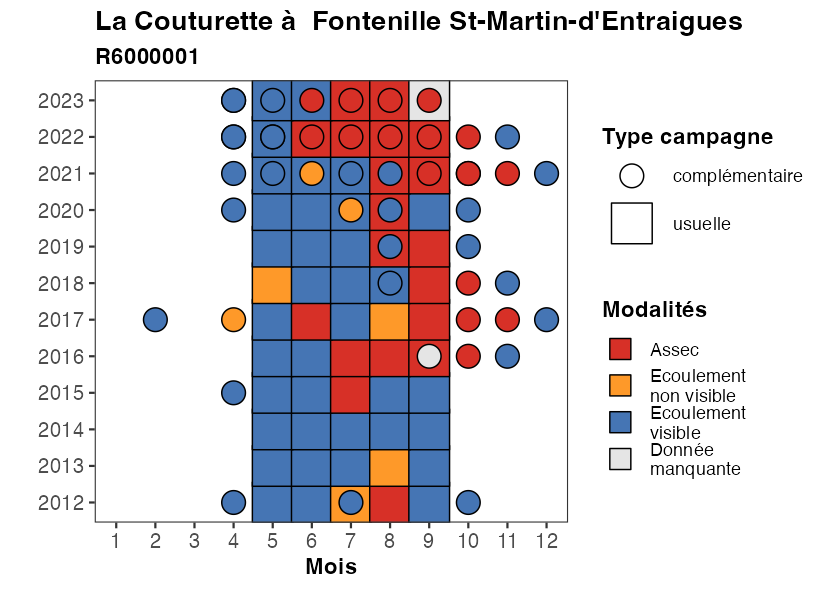 La Couturette à  Fontenille St-Martin-d'Entraigues
R6000001
2023
2022
2021
2020
2019
2018
2017
2016
2015
2014
2013
2012
1 2 3 4 5 6 7 8 9 10 11 12
Mois
Type campagne
complémentaire
usuelle
Modalités
Assec
Ecoulement
non visible
Ecoulement
visible
Donnée
manquante